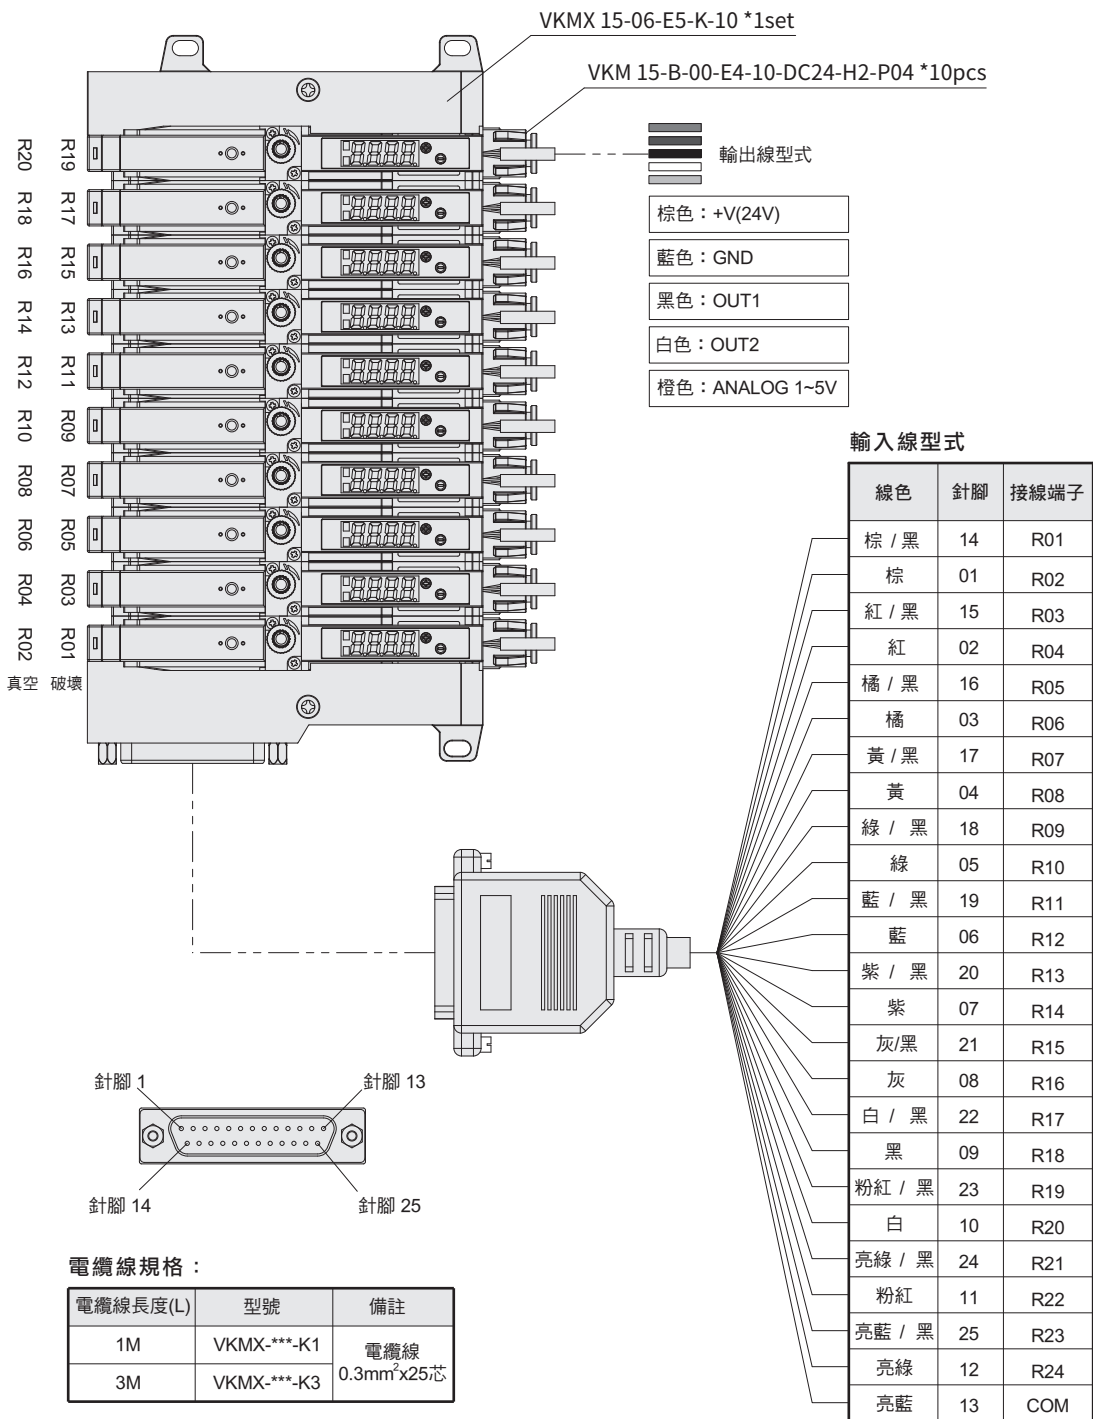 VKMX 15-06-E5-K-10 *1set
VKM 15-B-00-E4-10-DC24-H2-P04 *10pcs
輸出線型式
棕色：+V(24V)
藍色：GND
黑色：OUT1
白色：OUT2
橙色：ANALOG 1~5V
R20 R19
R18 R17
R16 R15
R14 R13
R12 R11
R10 R09
R08 R07
R06 R05
R04 R03
R02 R01
真空 破壞
輸入線型式
線色 針腳 接線端子
棕 / 黑 14 R01
棕 01 R02
紅 / 黑 15 R03
紅 02 R04
橘 / 黑 16 R05
橘 03 R06
黃 / 黑 17 R07
黃 04 R08
綠 / 黑 18 R09
綠 05 R10
藍 / 黑 19 R11
藍 06 R12
紫 / 黑 20 R13
紫 07 R14
灰/黑 21 R15
灰 08 R16
白 / 黑 22 R17
黑 09 R18
粉紅 / 黑 23 R19
白 10 R20
亮綠 / 黑 24 R21
粉紅 11 R22
亮藍 / 黑 25 R23
亮綠 12 R24
亮藍 13 COM
針腳 1
針腳 13
針腳 14
針腳 25
電纜線規格：
電纜線長度(L) 型號 備註
1M VKMX-***-K1 電纜線
0.3mm²x25芯
3M VKMX-***-K3